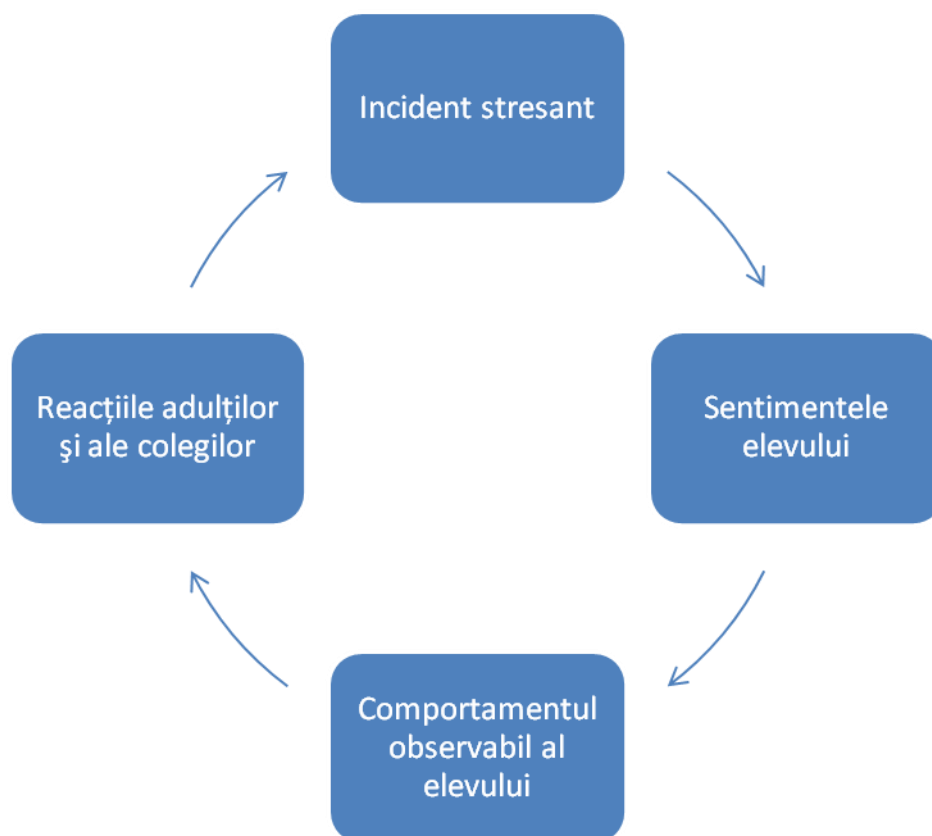 Incident stresant
Sentimentele
elevului
Comportamentul
observabil al
elevului
Reacțiile adulților
şi ale colegilor